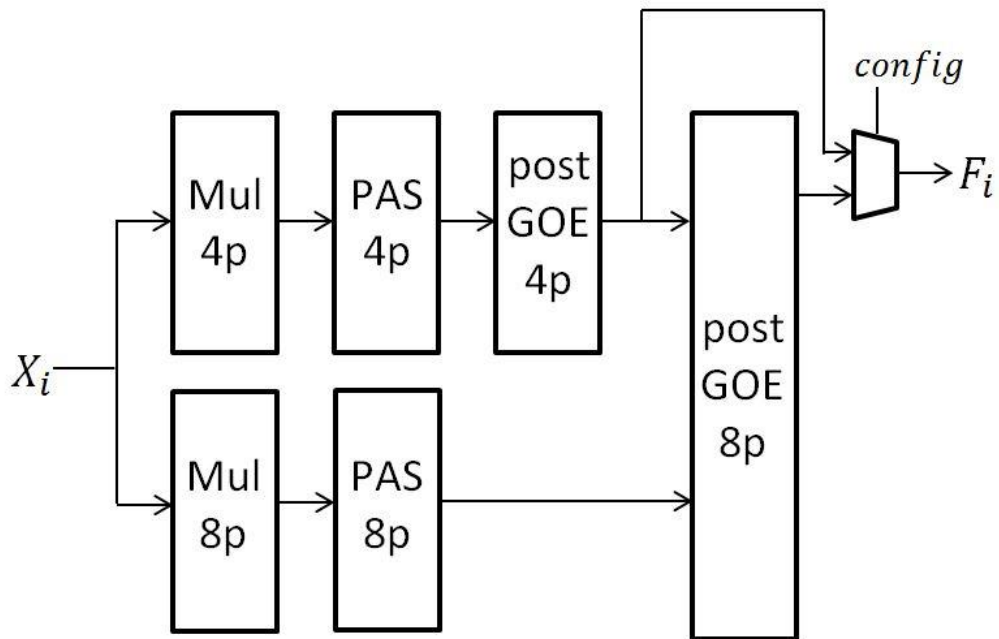 config
F_i
Mul
4p
PAS
4p
post
GOE
4p
post
GOE
8p
X_i
Mul
8p
PAS
8p